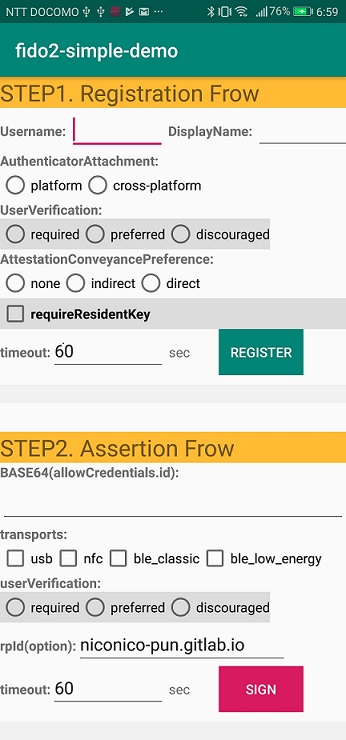 NTT DOCOMO ... 76% 6:59
fido2-simple-demo
STEP1. Registration Frow
Username: DisplayName:
AuthenticatorAttachment:
platform cross-platform
UserVerification:
required preferred discouraged
AttestationConveyancePreference:
none indirect direct
requireResidentKey
timeout: 60 sec REGISTER
STEP2. Assertion Frow
BASE64(allowCredentials.id):
transports:
usb nfc ble_classic ble_low_energy
userVerification:
required preferred discouraged
rpId(option): niconico-pun.gitlab.io
timeout: 60 sec SIGN